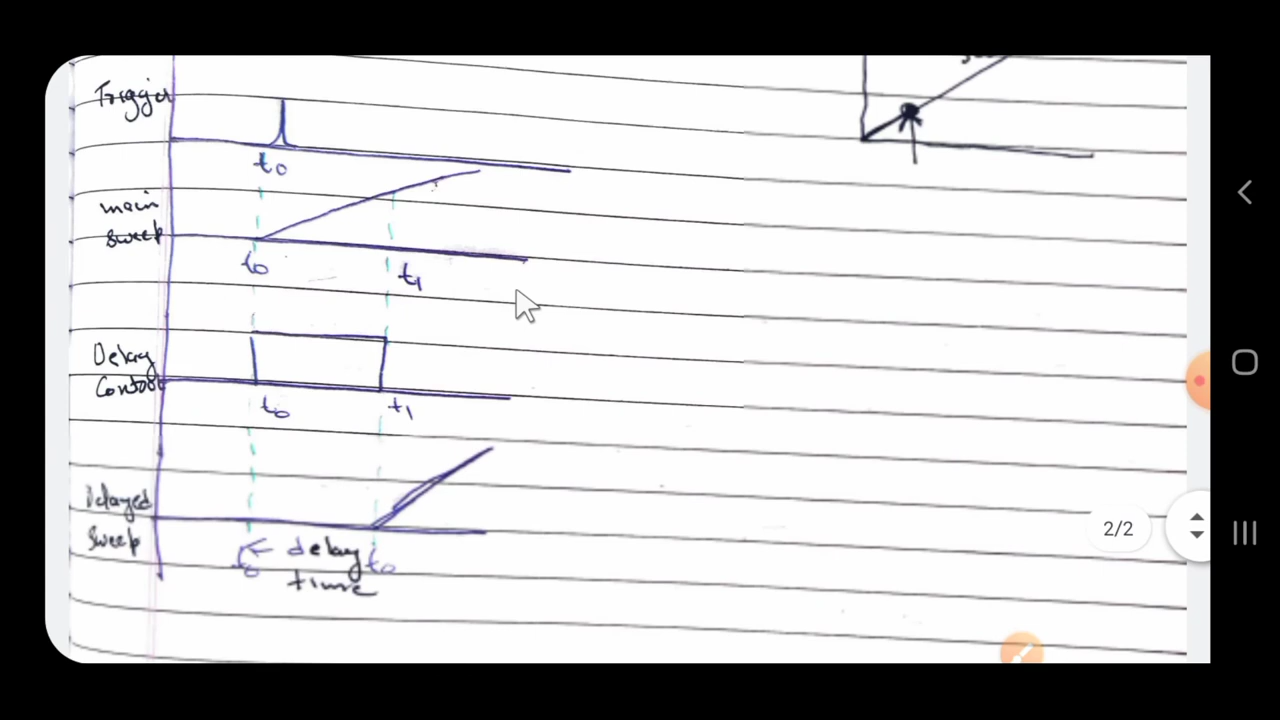 Trigger
t0
main
sweep
t0
t1
Delay
Control
t0
t1
Delayed
sweep
t0 ← delay t0
time
2/2